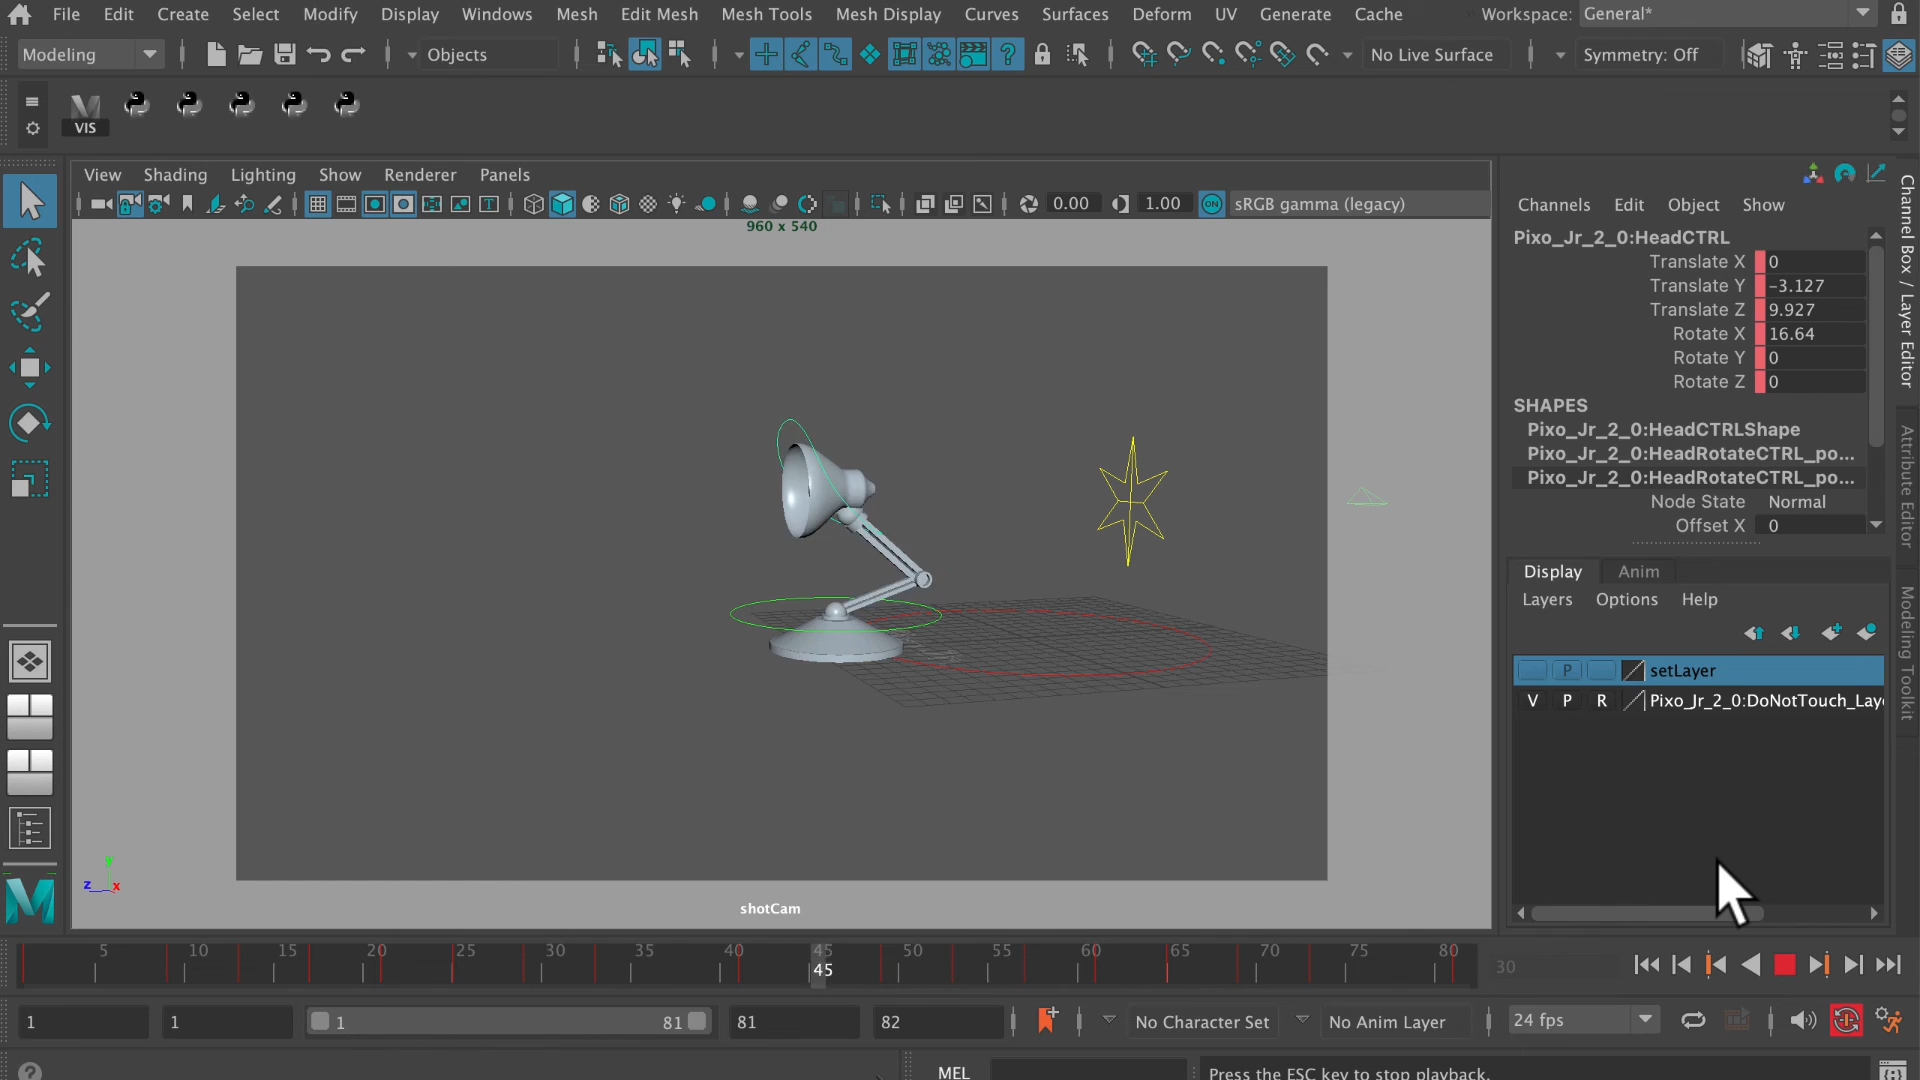 File Edit Create Select Modify Display Windows Mesh Edit Mesh Mesh Tools Mesh Display Curves Surfaces Deform UV Generate Cache Workspace: General*
Modeling Objects No Live Surface Symmetry: Off
VIS
View Shading Lighting Show Renderer Panels
0.00 1.00 ON sRGB gamma (legacy)
960 x 540
y
z x
shotCam
Channels Edit Object Show
Pixo_Jr_2_0:HeadCTRL
Translate X 0
Translate Y -3.127
Translate Z 9.927
Rotate X 16.64
Rotate Y 0
Rotate Z 0
SHAPES
Pixo_Jr_2_0:HeadCTRLShape
Pixo_Jr_2_0:HeadRotateCTRL_po...
Pixo_Jr_2_0:HeadRotateCTRL_po...
Node State Normal
Offset X 0
Display Anim
Layers Options Help
P setLayer
V P R Pixo_Jr_2_0:DoNotTouch_Lay
Channel Box / Layer Editor
Attribute Editor
Modeling Toolkit
5 10 15 20 25 30 35 40 45 50 55 60 65 70 75 80
45
30
1 1 1 81 81 82 No Character Set No Anim Layer 24 fps
MEL Press the ESC key to stop playback.